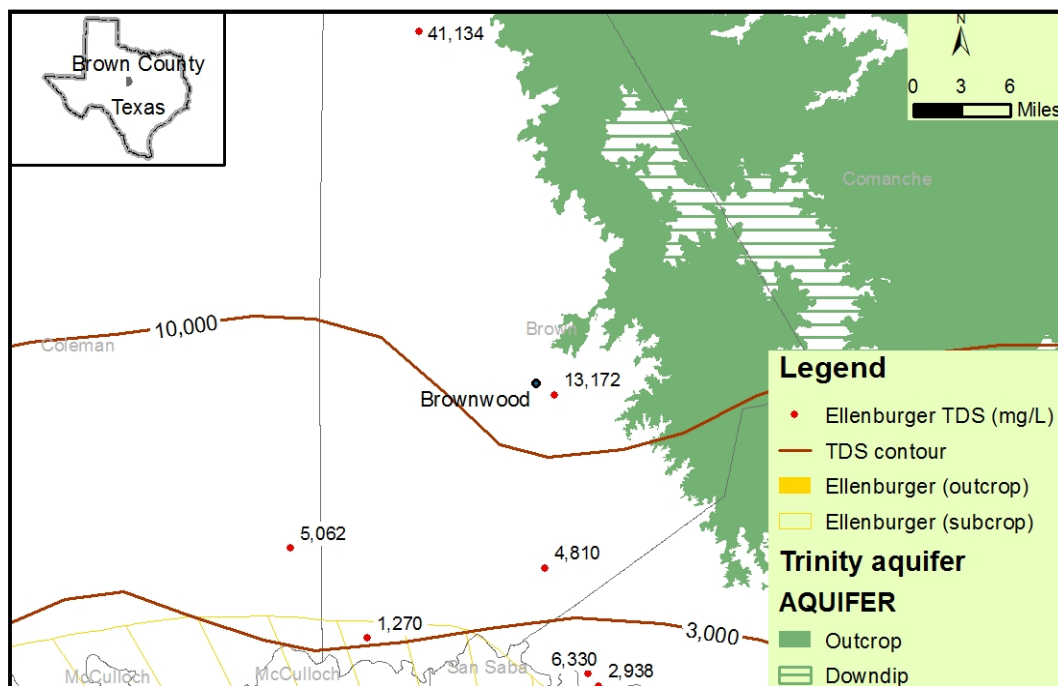 Brown County
Texas
41,134
N
0 3 6
Miles
Comanche
10,000
Coleman
Brown
13,172
Brownwood
5,062
4,810
1,270
3,000
6,330
2,938
McCulloch
McCulloch
San Saba
Legend
Ellenburger TDS (mg/L)
TDS contour
Ellenburger (outcrop)
Ellenburger (subcrop)
Trinity aquifer
AQUIFER
Outcrop
Downdip